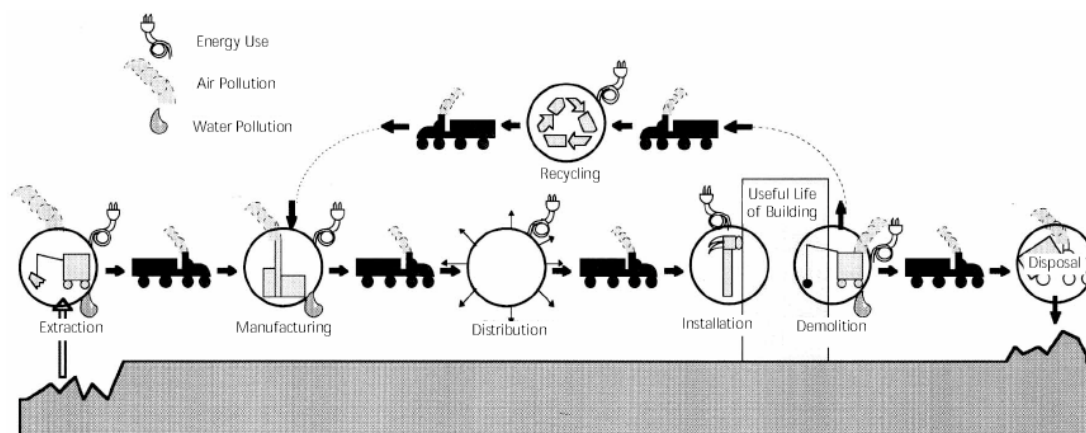 Energy Use
Air Pollution
Water Pollution
Recycling
Useful Life
of Building
Disposal
Extraction
Manufacturing
Distribution
Installation
Demolition